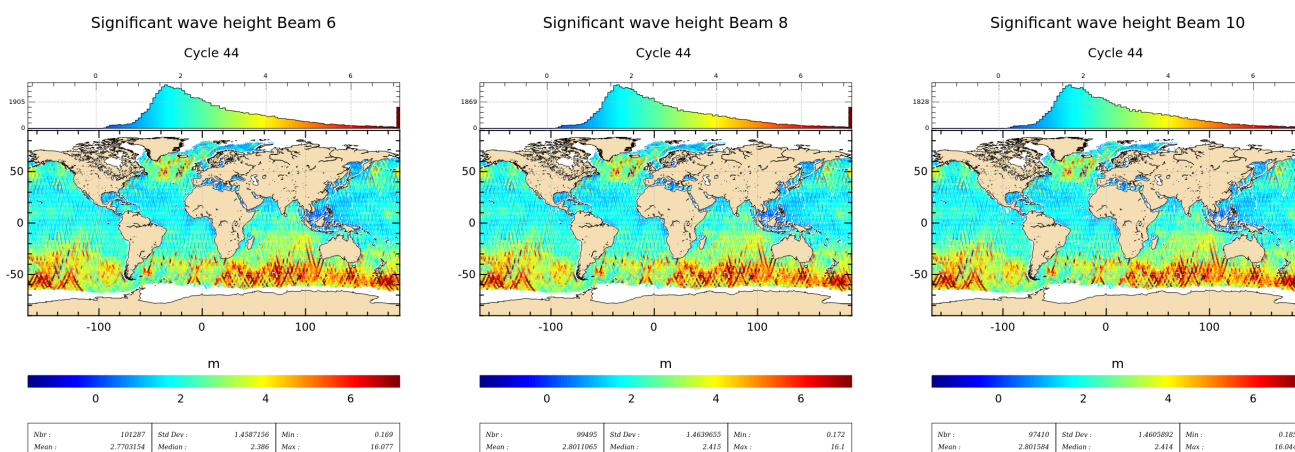 Significant wave height Beam 6
Cycle 44
0 2 4 6
1905
0
50
0
-50
-100 0 100
m
0 2 4 6
Nbr : 101287 Std Dev : 1.4587156 Min : 0.169
Mean : 2.7703154 Median : 2.386 Max : 16.077
Significant wave height Beam 8
Cycle 44
0 2 4 6
1869
0
50
0
-50
-100 0 100
m
0 2 4 6
Nbr : 99495 Std Dev : 1.4639655 Min : 0.172
Mean : 2.8011065 Median : 2.415 Max : 16.1
Significant wave height Beam 10
Cycle 44
0 2 4 6
1828
0
50
0
-50
-100 0 100
m
0 2 4 6
Nbr : 97410 Std Dev : 1.4605892 Min : 0.185
Mean : 2.801584 Median : 2.414 Max : 16.044